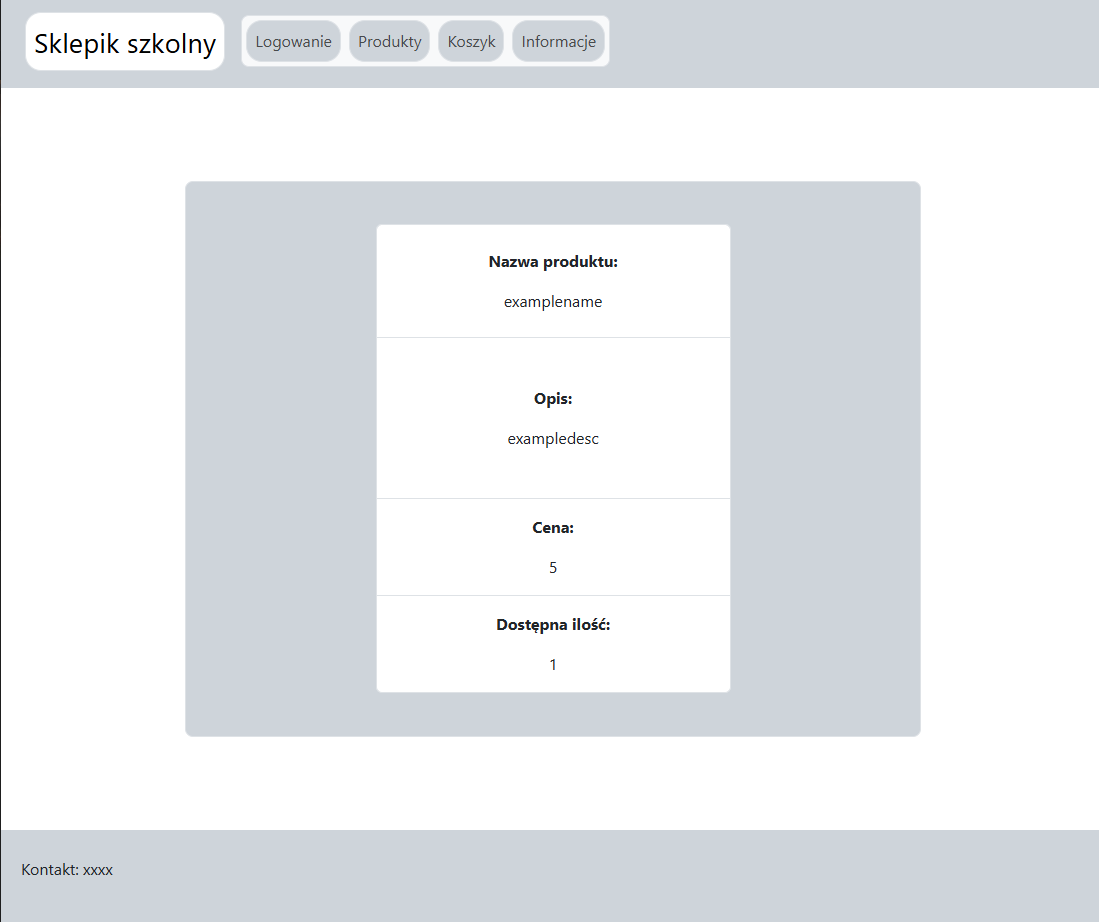 Sklepik szkolny
Logowanie
Produkty
Koszyk
Informacje
Nazwa produktu:
examplename
Opis:
exampledesc
Cena:
5
Dostępna ilość:
1
Kontakt: xxxx